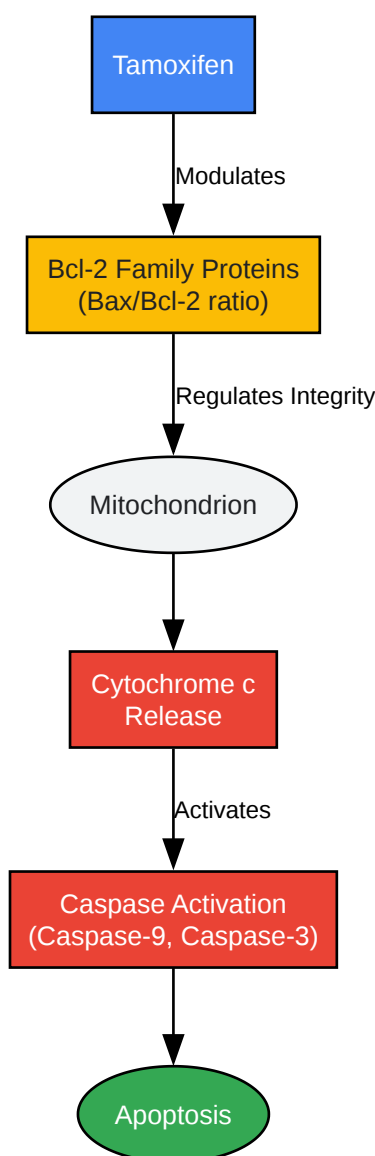 Tamoxifen
Modulates
Bcl-2 Family Proteins
(Bax/Bcl-2 ratio)
Regulates Integrity
Mitochondrion
Cytochrome c
Release
Activates
Caspase Activation
(Caspase-9, Caspase-3)
Apoptosis